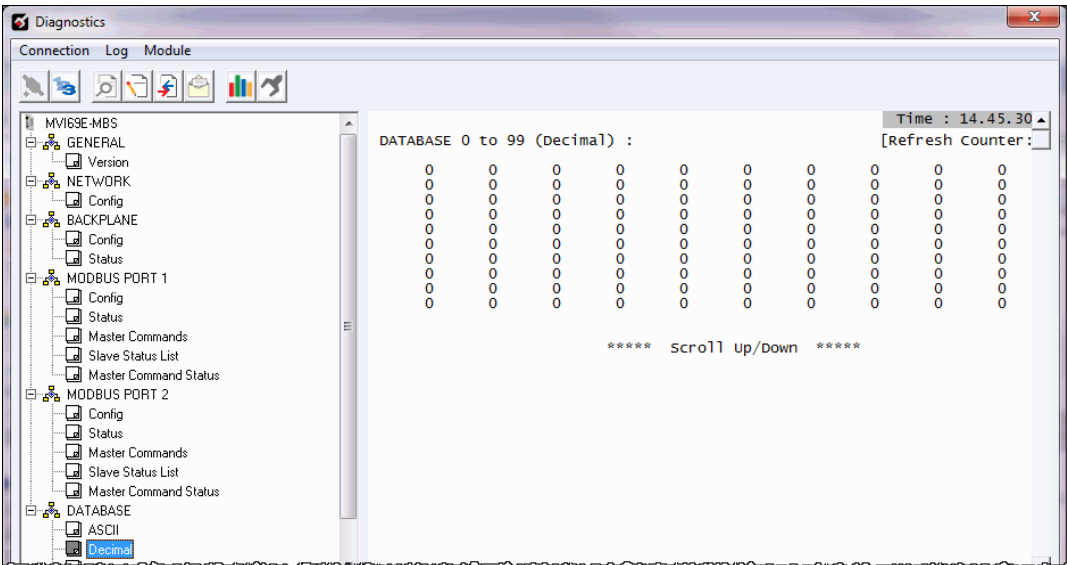 Diagnostics
Connection Log Module
MVI69E-MBS
GENERAL
Version
NETWORK
Config
BACKPLANE
Config
Status
MODBUS PORT 1
Config
Status
Master Commands
Slave Status List
Master Command Status
MODBUS PORT 2
Config
Status
Master Commands
Slave Status List
Master Command Status
DATABASE
ASCII
Decimal
Time : 14.45.30
DATABASE 0 to 99 (Decimal) : [Refresh Counter:
0 0 0 0 0 0 0 0 0 0
0 0 0 0 0 0 0 0 0 0
0 0 0 0 0 0 0 0 0 0
0 0 0 0 0 0 0 0 0 0
0 0 0 0 0 0 0 0 0 0
0 0 0 0 0 0 0 0 0 0
0 0 0 0 0 0 0 0 0 0
0 0 0 0 0 0 0 0 0 0
0 0 0 0 0 0 0 0 0 0
0 0 0 0 0 0 0 0 0 0
***** Scroll Up/Down *****